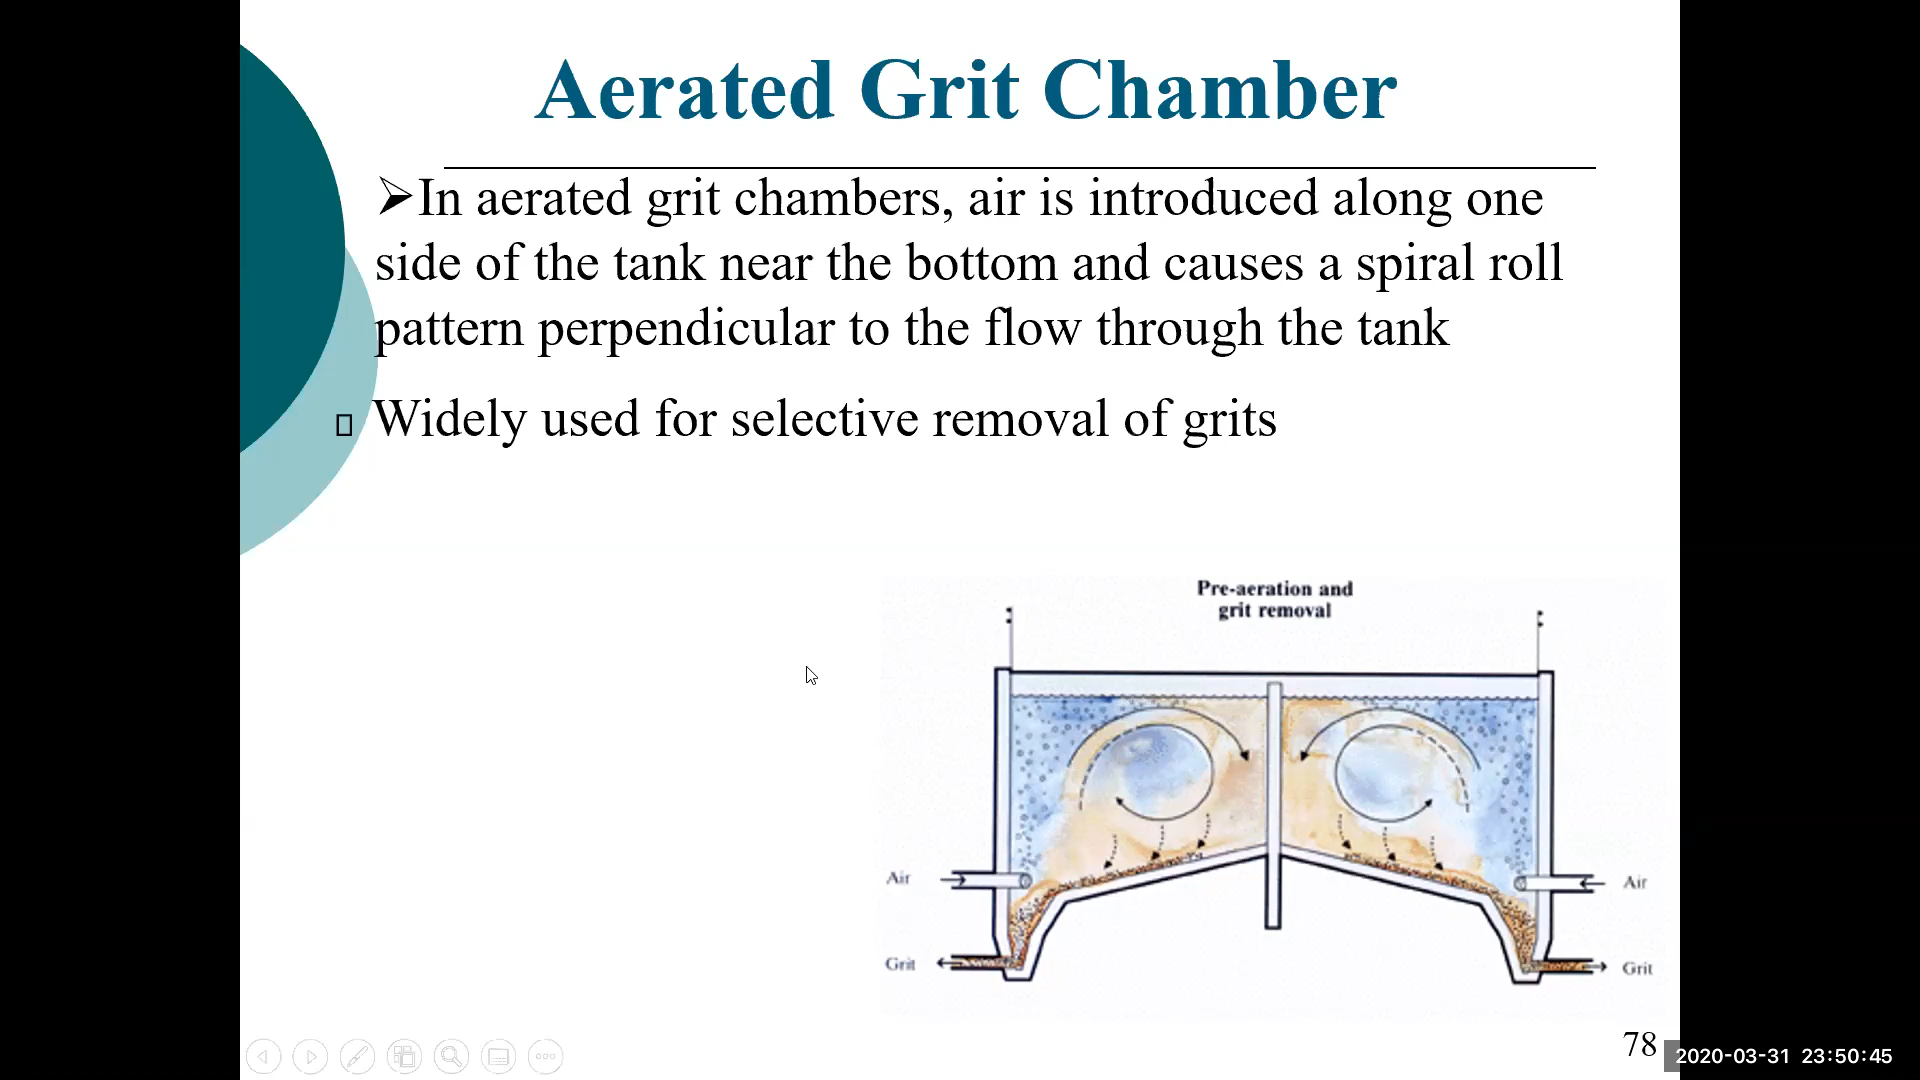 Aerated Grit Chamber
➢In aerated grit chambers, air is introduced along one
side of the tank near the bottom and causes a spiral roll
pattern perpendicular to the flow through the tank
Widely used for selective removal of grits
Pre-aeration and
grit removal
Air
Air
Grit
Grit
78
2020-03-31 23:50:45